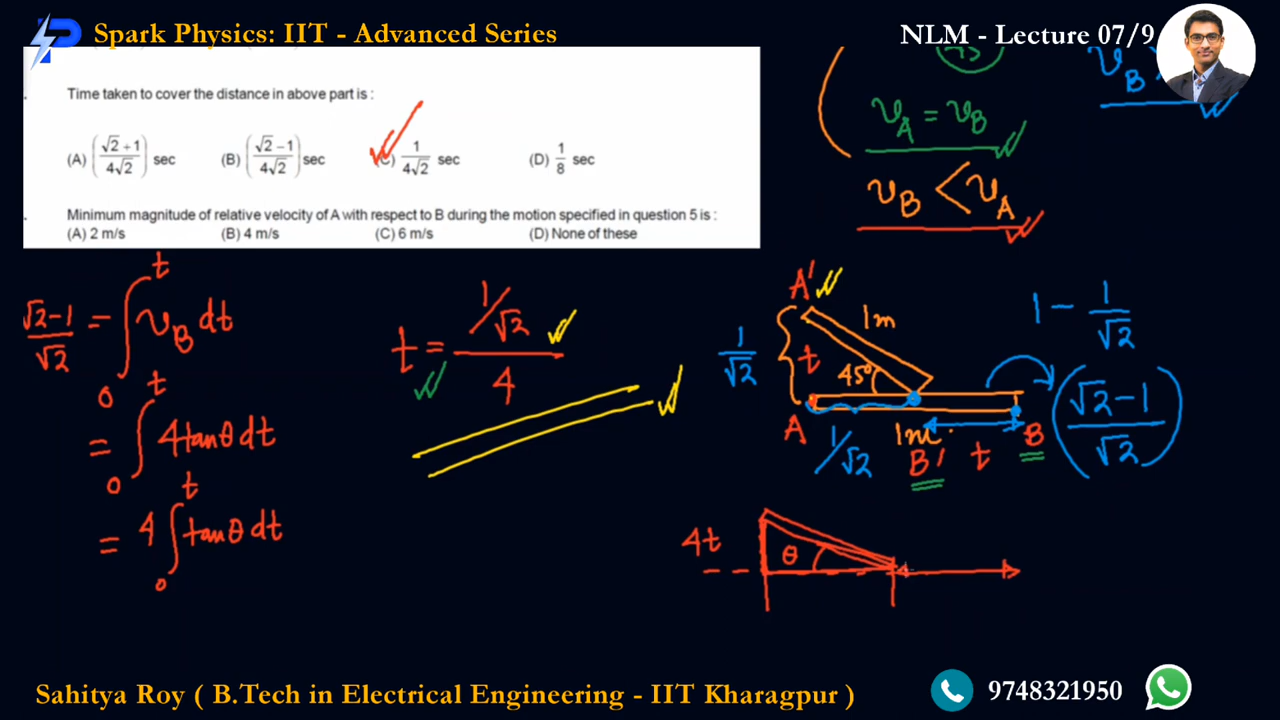 Spark Physics: IIT - Advanced Series
NLM - Lecture 07/9
Time taken to cover the distance in above part is :
(A) ((√2 + 1)/(4√2)) sec (B) ((√2 − 1)/(4√2)) sec (C) 1/(4√2) sec (D) 1/8 sec
Minimum magnitude of relative velocity of A with respect to B during the motion specified in question 5 is :
(A) 2 m/s (B) 4 m/s (C) 6 m/s (D) None of these
v_B
v_A = v_B
v_B < v_A
(√2-1)/√2 = ∫₀ᵗ v_B dt
= ∫₀ᵗ 4tanθ dt
= 4 ∫₀ᵗ tanθ dt
t = (1/√2)/4
A'
1m
1/√2
t
45°
A
1/√2
1m
B'
t
B
1 - 1/√2
((√2-1)/√2)
4t
θ
Sahitya Roy ( B.Tech in Electrical Engineering - IIT Kharagpur )
9748321950